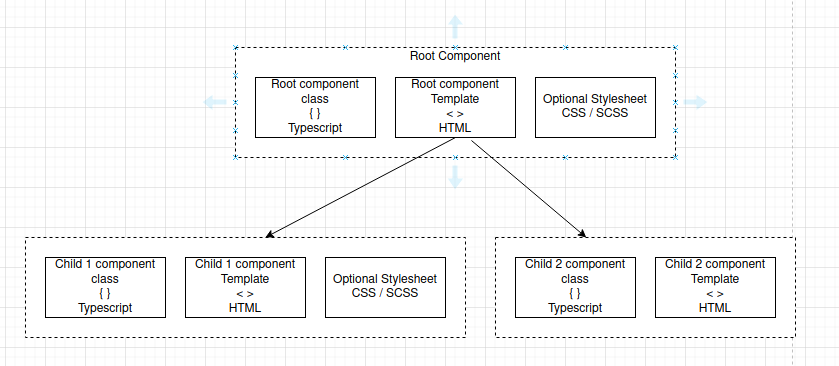 Root Component
Root component
class
{ }
Typescript
Root component
Template
< >
HTML
Optional Stylesheet
CSS / SCSS
Child 1 component
class
{ }
Typescript
Child 1 component
Template
< >
HTML
Optional Stylesheet
CSS / SCSS
Child 2 component
class
{ }
Typescript
Child 2 component
Template
< >
HTML